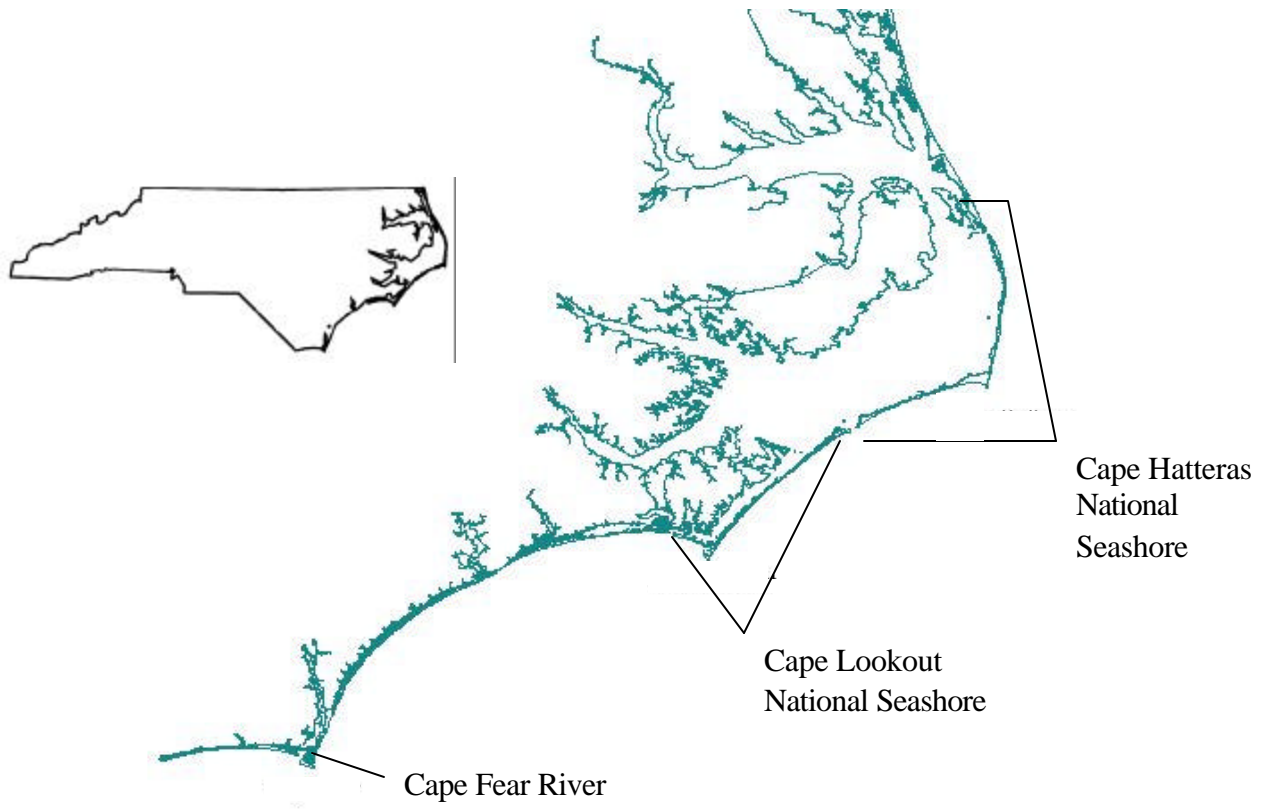 Cape Hatteras
National
Seashore
Cape Lookout
National Seashore
Cape Fear River